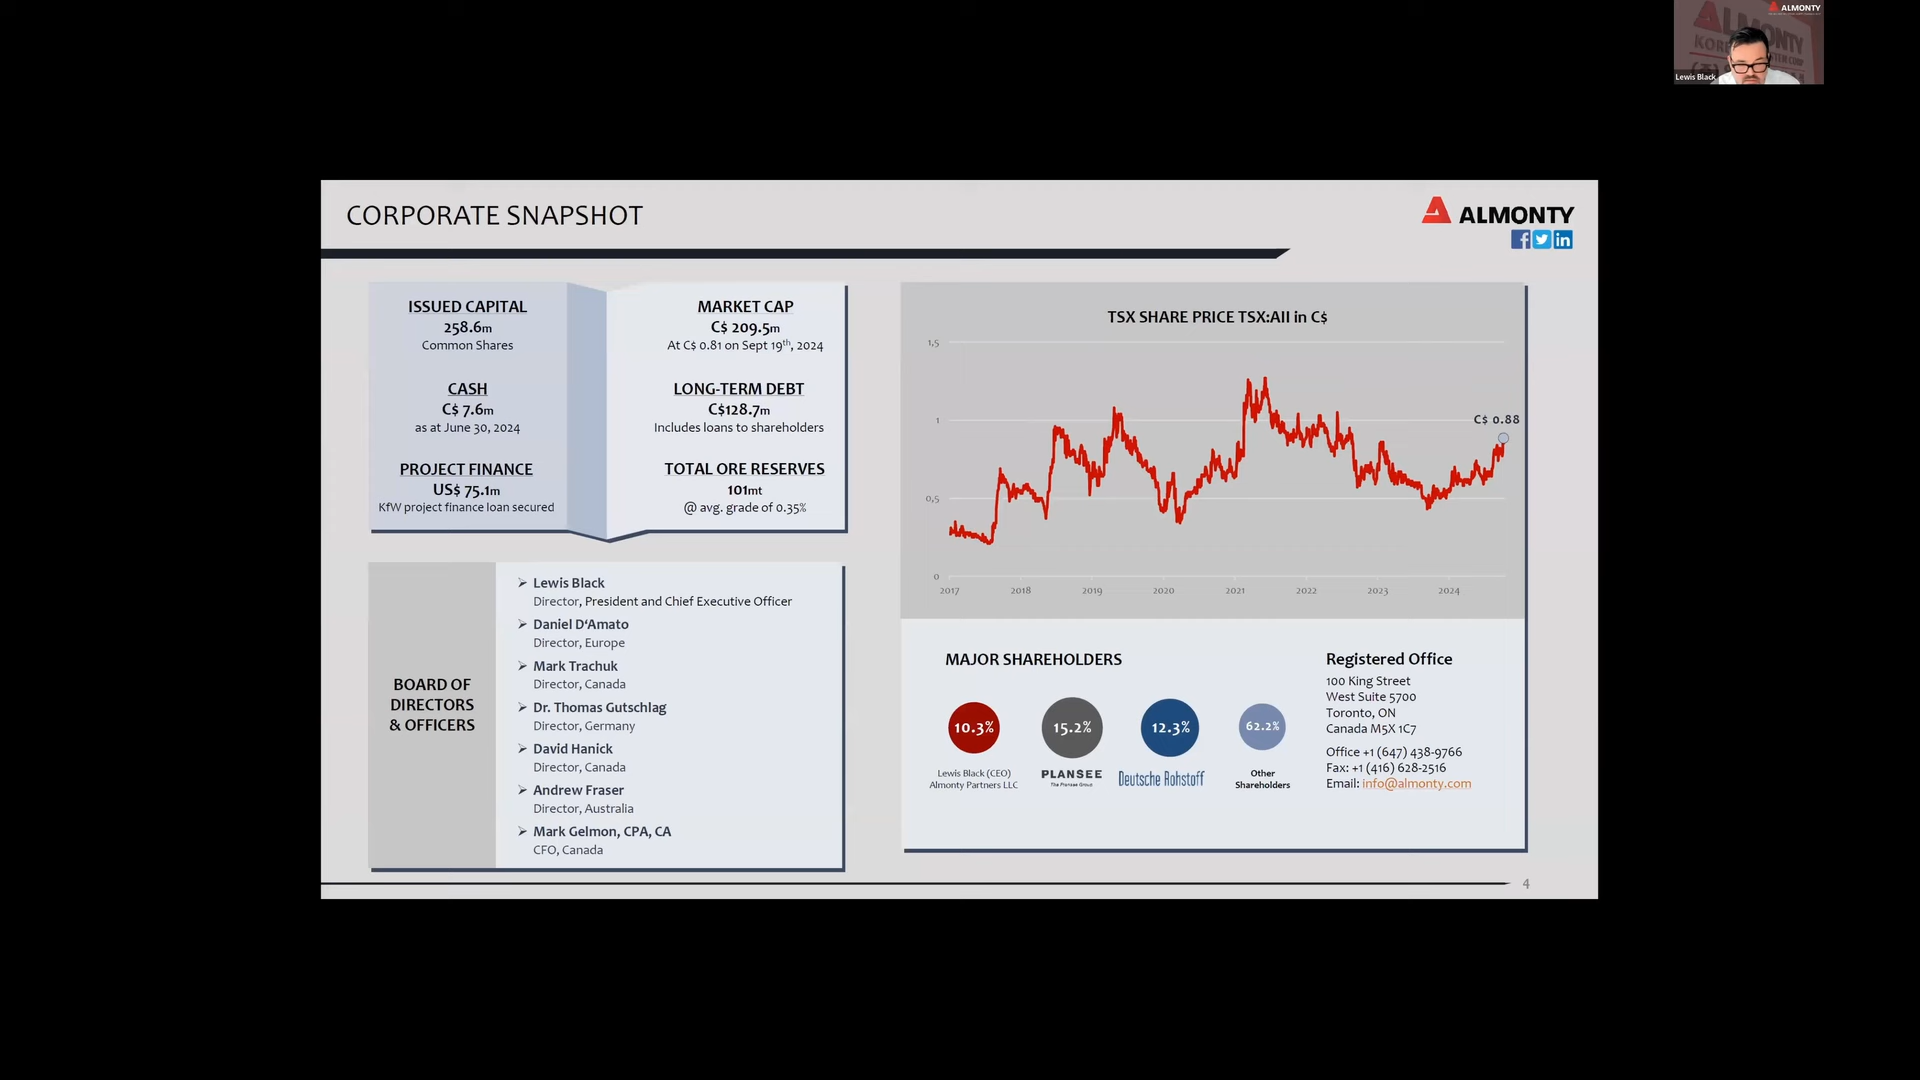 ALMONTY
Lewis Black
CORPORATE SNAPSHOT
ALMONTY
ISSUED CAPITAL
258.6m
Common Shares
CASH
C$ 7.6m
as at June 30, 2024
PROJECT FINANCE
US$ 75.1m
KfW project finance loan secured
MARKET CAP
C$ 209.5m
At C$ 0.81 on Sept 19th, 2024
LONG-TERM DEBT
C$128.7m
Includes loans to shareholders
TOTAL ORE RESERVES
101mt
@ avg. grade of 0.35%
BOARD OF
DIRECTORS
& OFFICERS
Lewis Black
Director, President and Chief Executive Officer
Daniel D‘Amato
Director, Europe
Mark Trachuk
Director, Canada
Dr. Thomas Gutschlag
Director, Germany
David Hanick
Director, Canada
Andrew Fraser
Director, Australia
Mark Gelmon, CPA, CA
CFO, Canada
TSX SHARE PRICE TSX:AII in C$
1,5
1
0,5
0
C$ 0.88
2017 2018 2019 2020 2021 2022 2023 2024
MAJOR SHAREHOLDERS
10.3%
Lewis Black (CEO)
Almonty Partners LLC
15.2%
PLANSEE
The Plansee Group
12.3%
Deutsche Rohstoff
62.2%
Other
Shareholders
Registered Office
100 King Street
West Suite 5700
Toronto, ON
Canada M5X 1C7
Office +1 (647) 438-9766
Fax: +1 (416) 628-2516
Email: info@almonty.com
4